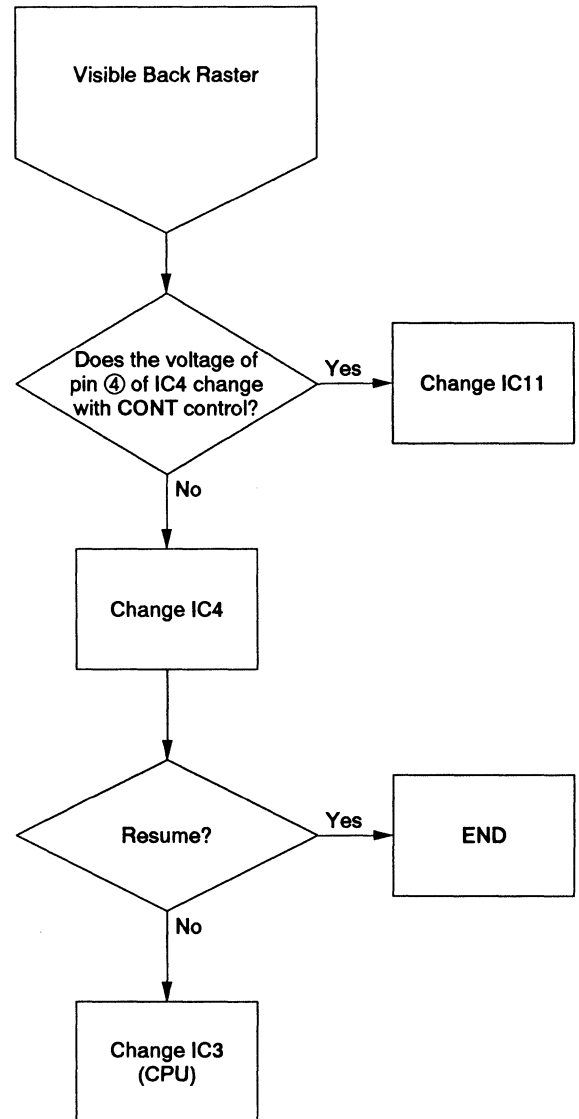 Visible Back Raster
Does the voltage of
pin ④ of IC4 change
with CONT control?
Yes
Change IC11
No
Change IC4
Resume?
Yes
END
No
Change IC3
(CPU)